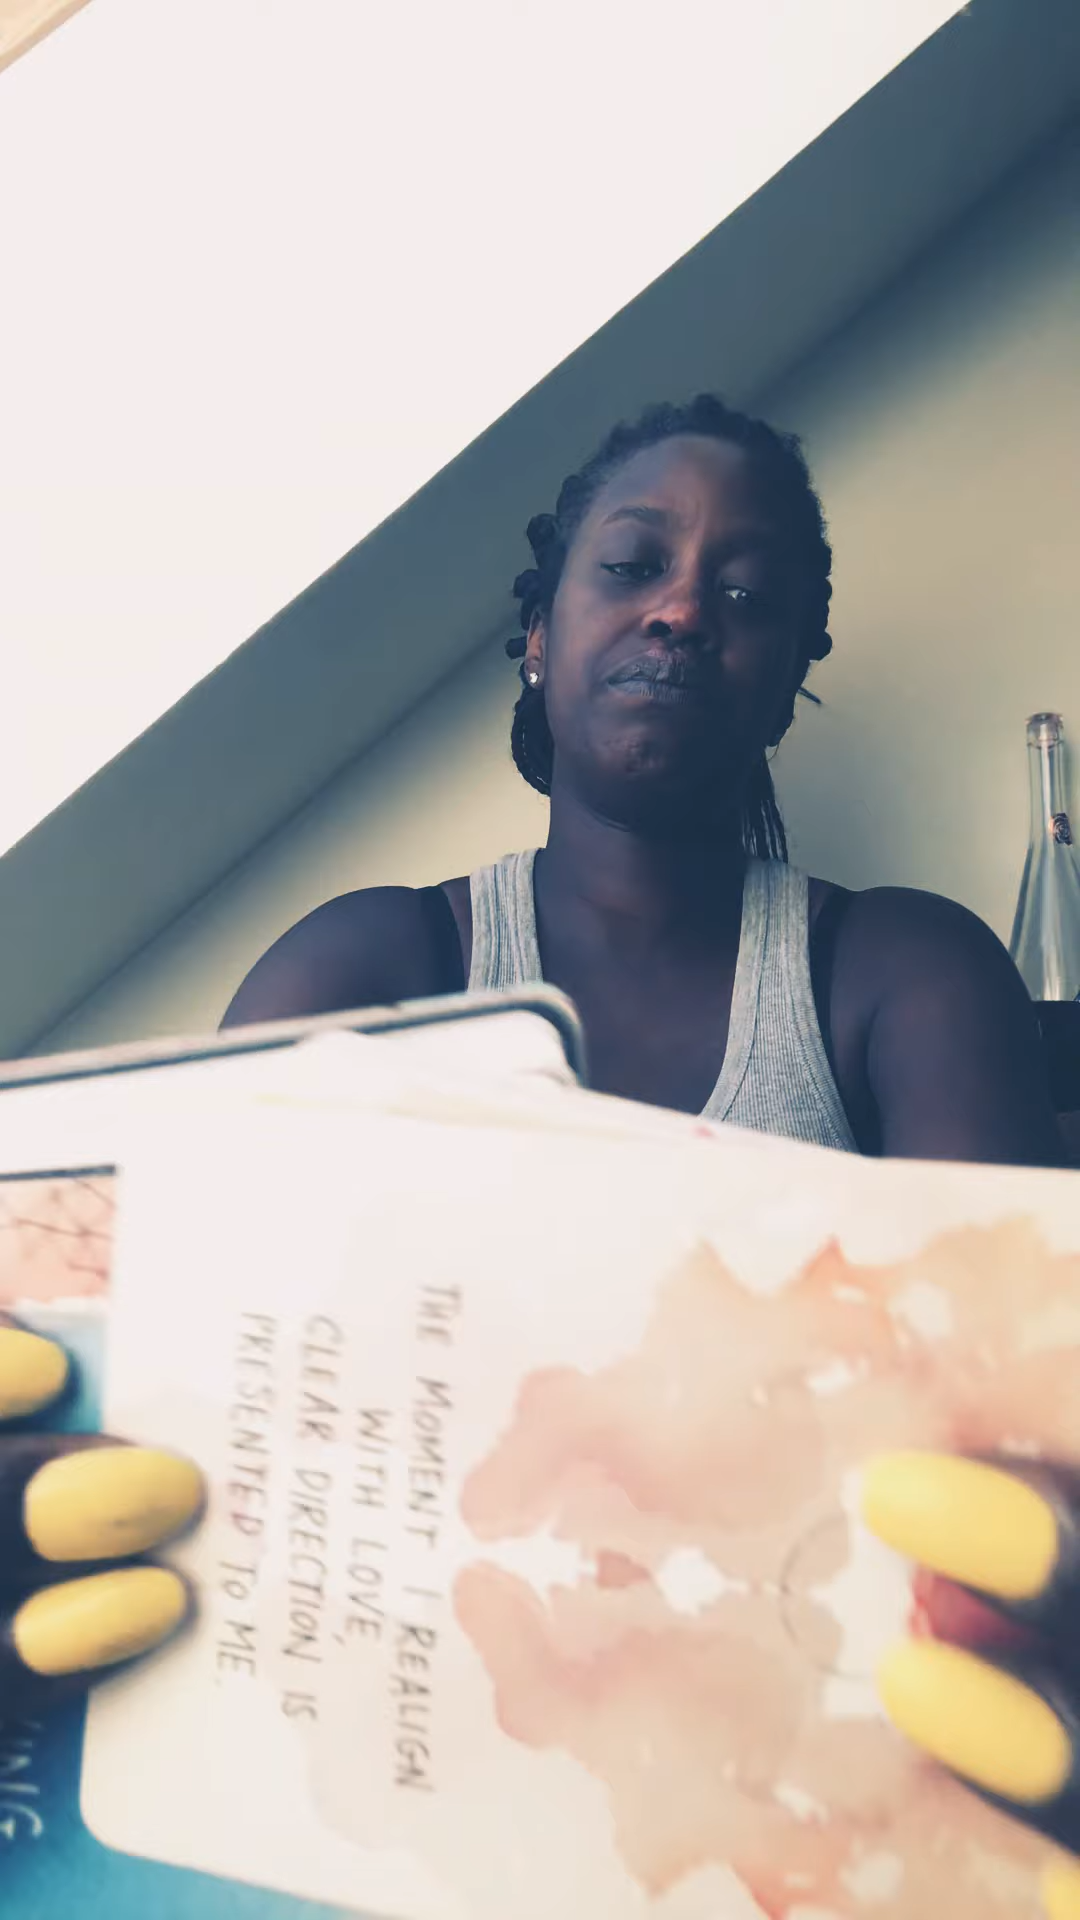 THE MOMENT I REALIGN
WITH LOVE,
CLEAR DIRECTION IS
PRESENTED TO ME.